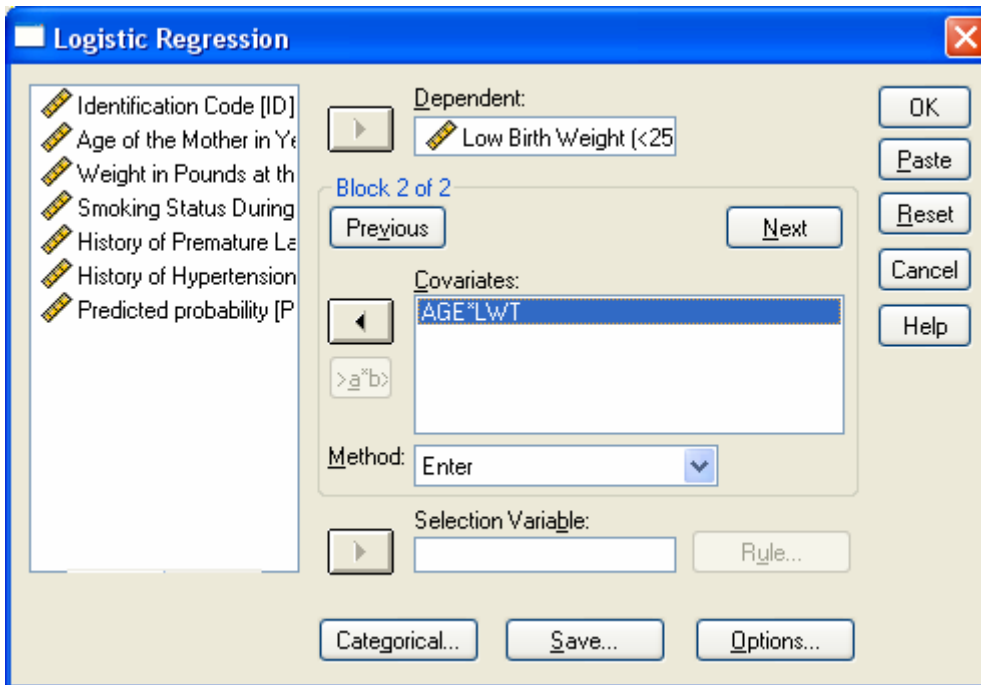 Logistic Regression
Identification Code [ID]
Age of the Mother in Ye
Weight in Pounds at th
Smoking Status During
History of Premature La
History of Hypertension
Predicted probability [P
Dependent:
Low Birth Weight (<25
Block 2 of 2
Previous
Next
Covariates:
AGE*LWT
>a*b>
Method:
Enter
Selection Variable:
Rule...
Categorical...
Save...
Options...
OK
Paste
Reset
Cancel
Help